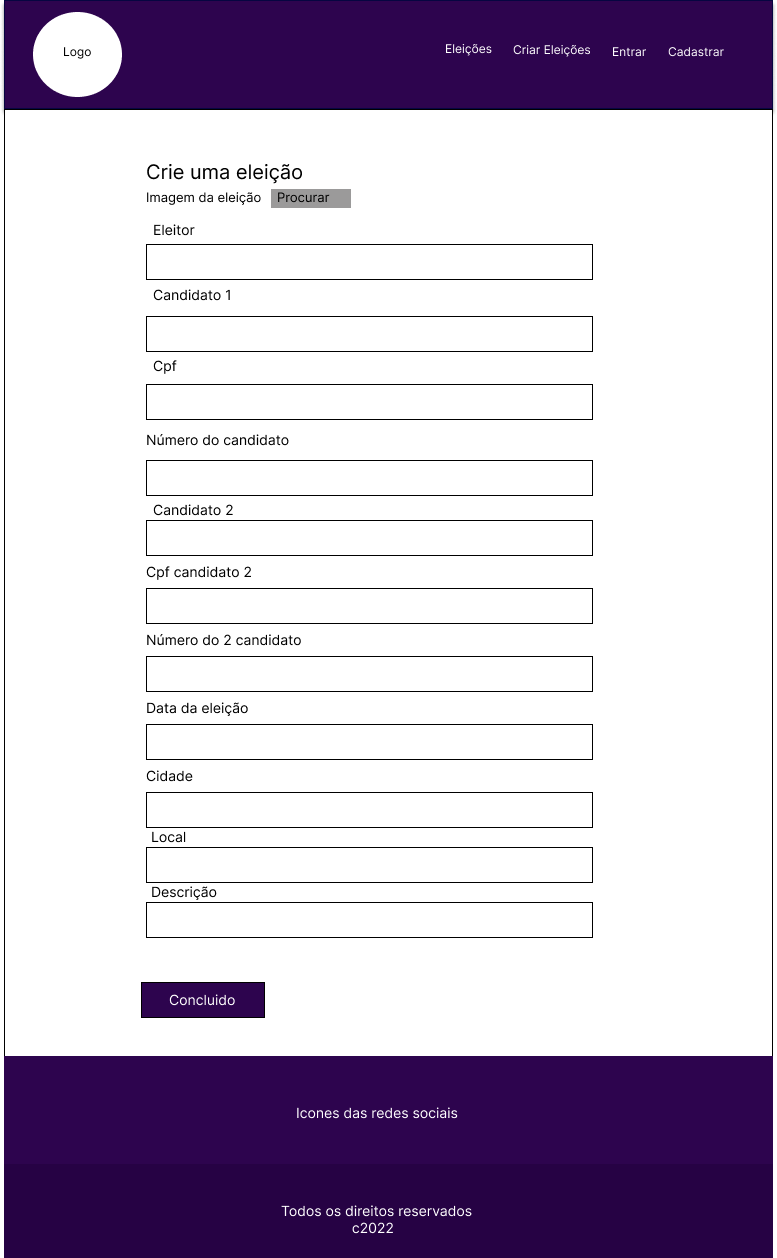 Logo
Eleições
Criar Eleições
Entrar
Cadastrar
Crie uma eleição
Imagem da eleição
Procurar
Eleitor
Candidato 1
Cpf
Número do candidato
Candidato 2
Cpf candidato 2
Número do 2 candidato
Data da eleição
Cidade
Local
Descrição
Concluido
Icones das redes sociais
Todos os direitos reservados
c2022